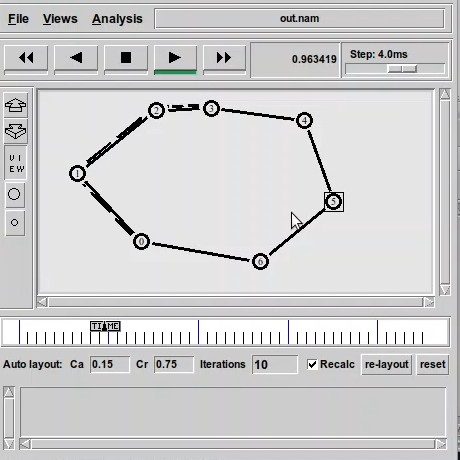 File Views Analysis out.nam
0.963419 Step: 4.0ms
2 3
4
1
VIEW
5
0
6
TIME
Auto layout: Ca 0.15 Cr 0.75 Iterations 10 Recalc re-layout reset